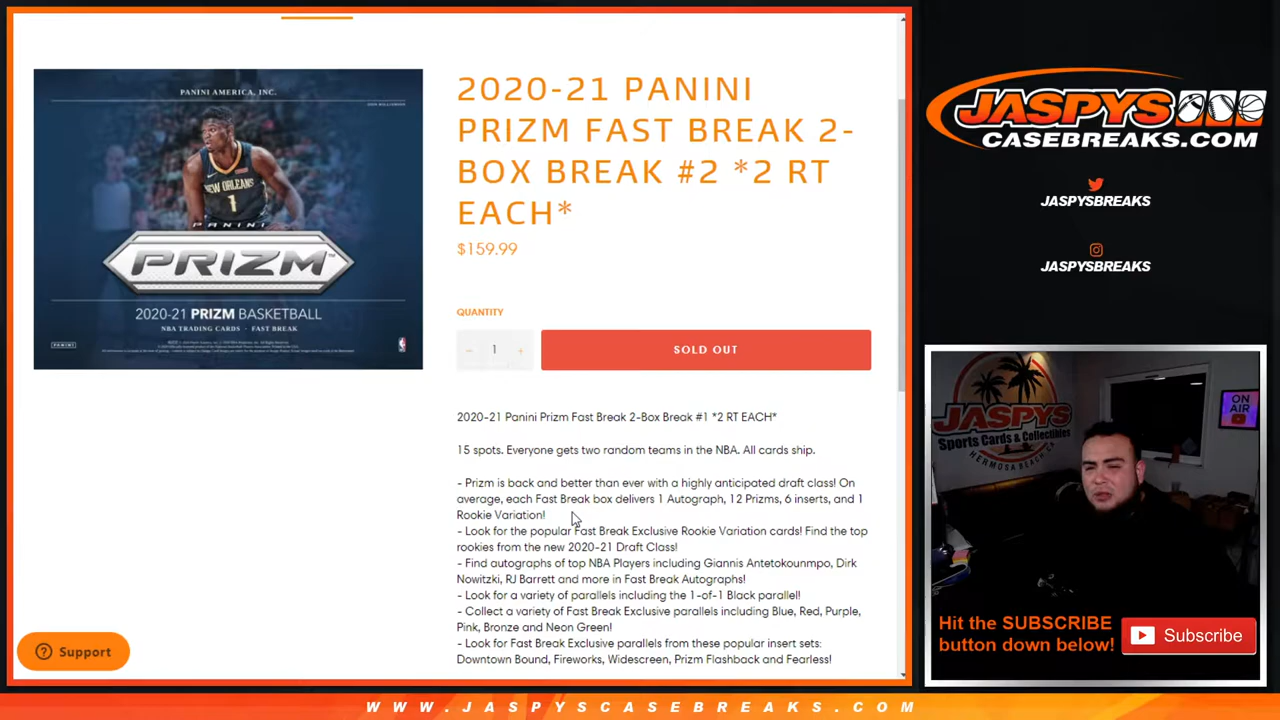 PANINI AMERICA, INC.
NEW ORLEANS
1
PANINI
PRIZM
2020-21 PRIZM BASKETBALL
NBA TRADING CARDS • FAST BREAK
PANINI
Support
2020-21 PANINI
PRIZM FAST BREAK 2-
BOX BREAK #2 *2 RT
EACH*
$159.99
QUANTITY
− 1 +
SOLD OUT
2020-21 Panini Prizm Fast Break 2-Box Break #1 *2 RT EACH*
15 spots. Everyone gets two random teams in the NBA. All cards ship.
- Prizm is back and better than ever with a highly anticipated draft class! On
average, each Fast Break box delivers 1 Autograph, 12 Prizms, 6 inserts, and 1
Rookie Variation!
- Look for the popular Fast Break Exclusive Rookie Variation cards! Find the top
rookies from the new 2020-21 Draft Class!
- Find autographs of top NBA Players including Giannis Antetokounmpo, Dirk
Nowitzki, RJ Barrett and more in Fast Break Autographs!
- Look for a variety of parallels including the 1-of-1 Black parallel!
- Collect a variety of Fast Break Exclusive parallels including Blue, Red, Purple,
Pink, Bronze and Neon Green!
- Look for Fast Break Exclusive parallels from these popular insert sets:
Downtown Bound, Fireworks, Widescreen, Prizm Flashback and Fearless!
JASPYS
CASEBREAKS.COM
JASPYSBREAKS
JASPYSBREAKS
JASPYS
Sports Cards & Collectibles
HERMOSA BEACH CA
ON
AIR
Hit the SUBSCRIBE
button down below!
Subscribe
WWW.JASPYSCASEBREAKS.COM